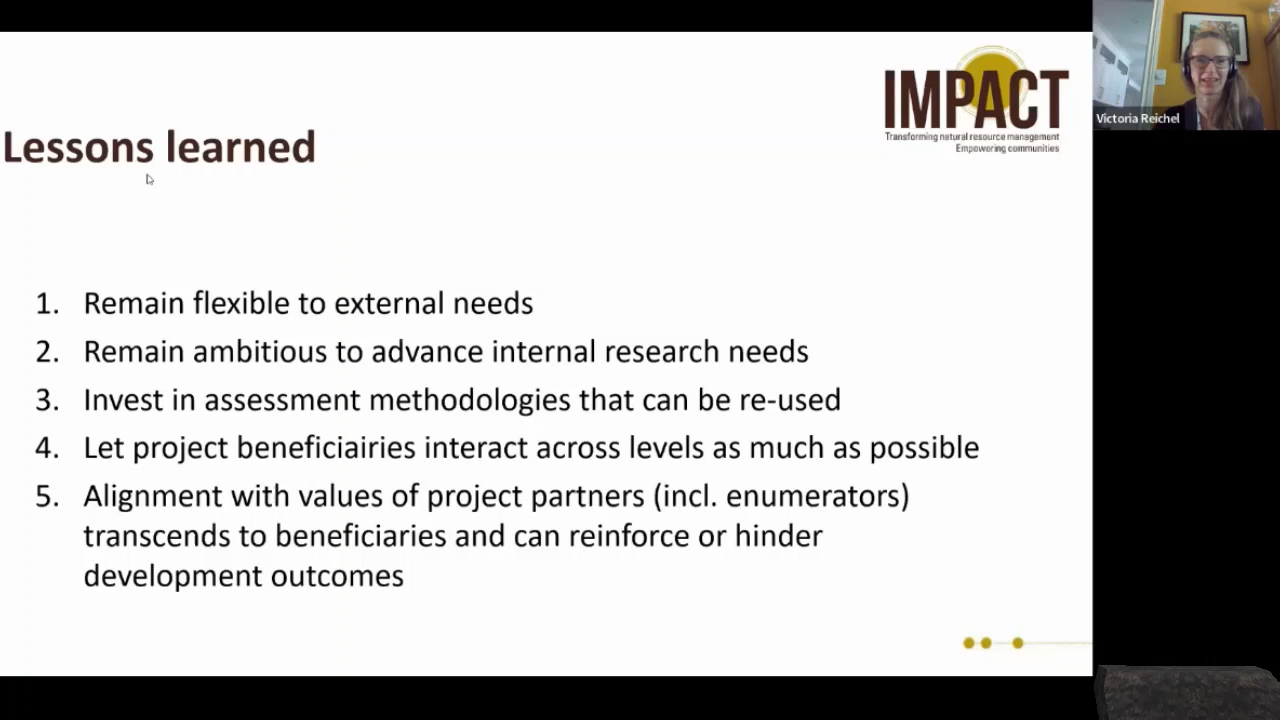 IMPACT
Transforming natural resource management
Empowering communities
Victoria Reichel
Lessons learned
1. Remain flexible to external needs
2. Remain ambitious to advance internal research needs
3. Invest in assessment methodologies that can be re-used
4. Let project beneficiairies interact across levels as much as possible
5. Alignment with values of project partners (incl. enumerators)
transcends to beneficiaries and can reinforce or hinder
development outcomes